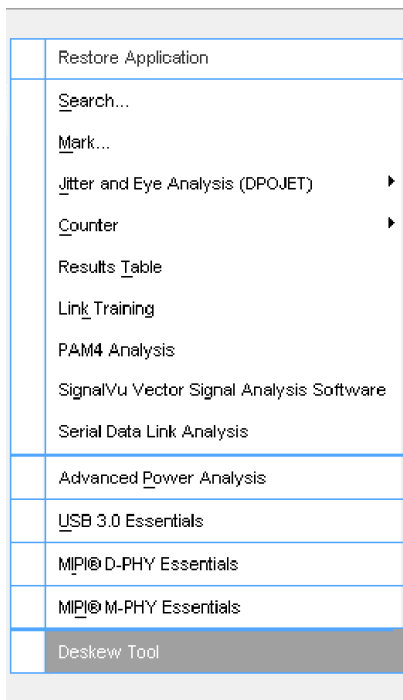 Restore Application
Search...
Mark...
Jitter and Eye Analysis (DPOJET)
Counter
Results Table
Link Training
PAM4 Analysis
SignalVu Vector Signal Analysis Software
Serial Data Link Analysis
Advanced Power Analysis
USB 3.0 Essentials
MIPI® D-PHY Essentials
MIPI® M-PHY Essentials
Deskew Tool